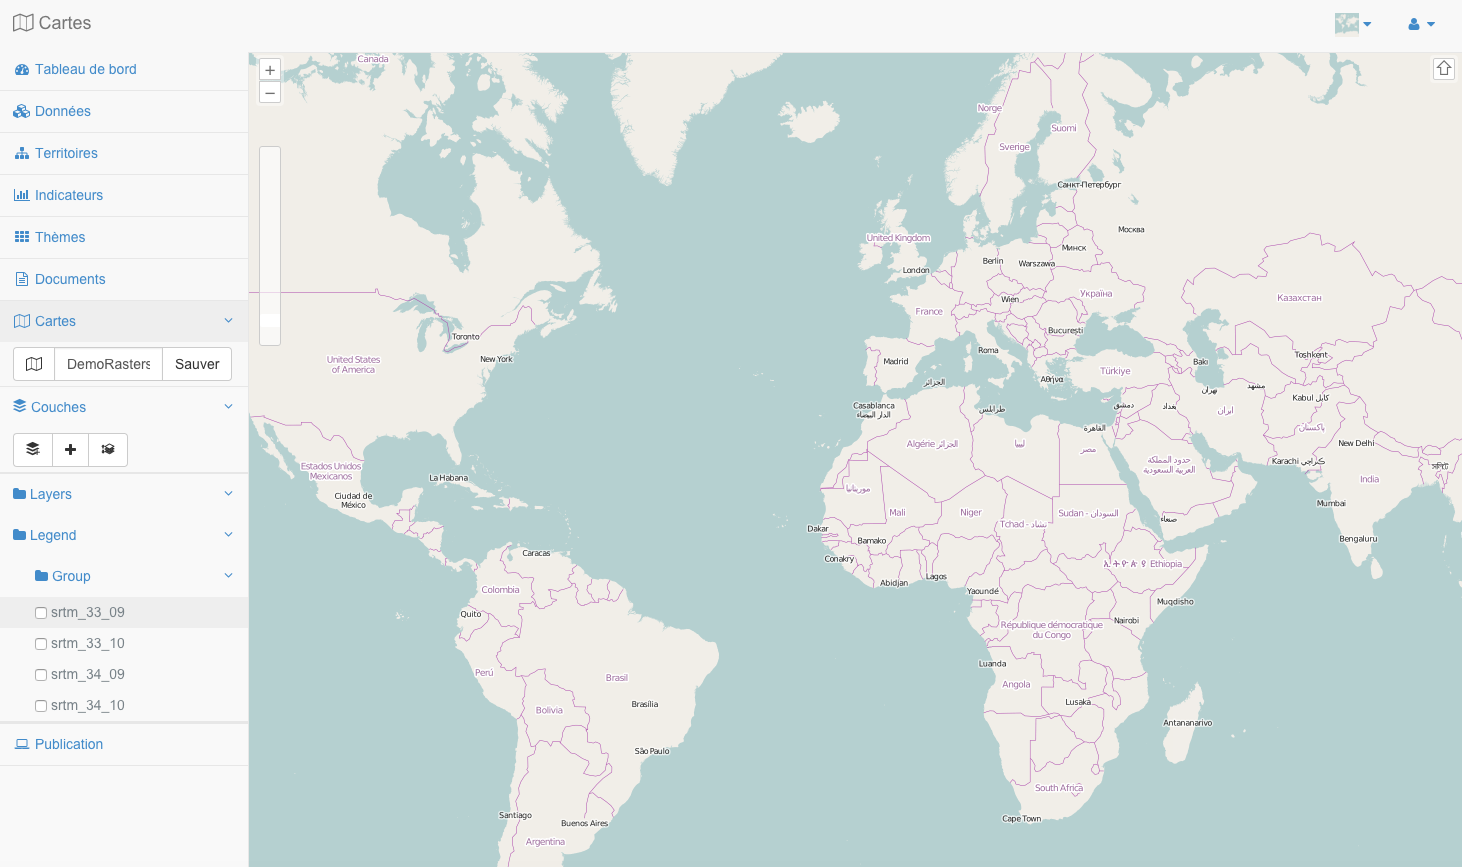 Cartes
Tableau de bord
Données
Territoires
Indicateurs
Thèmes
Documents
Cartes
DemoRasters
Sauver
Couches
Layers
Legend
Group
srtm_33_09
srtm_33_10
srtm_34_09
srtm_34_10
Publication
+
−
Canada
Norge
Suomi
Sverige
Санкт-Петербург
Москва
United Kingdom
Минск
Berlin
Warszawa
London
Україна
Казахстан
Wien
France
București
Toronto
New York
United States
of America
Madrid
Roma
Toshkent
Bakı
Türkiye
Αθήνα
الجزائر
مشهد
تهران
Kabul کابل
Casablanca
الدار البيضاء
طرابلس
دمشق
بغداد
ایران
القاهرة
پاکستان
Algérie الجزائر
ليبيا
مصر
New Delhi
Karachi کراچی
Estados Unidos
Mexicanos
حدود المملكة
العربية السعودية
La Habana
India
موريتانيا
Ciudad de
México
Mumbai
Mali
Niger
Sudan - السودان
Tchad - تشاد
صنعاء
Dakar
Bamako
Bengaluru
Caracas
Conakry
ኢትዮጵያ Ethiopia
Lagos
Abidjan
Colombia
Yaoundé
Muqdisho
Quito
Nairobi
République démocratique
du Congo
Luanda
Perú
Brasil
Angola
Brasília
Lusaka
Bolivia
Antananarivo
São Paulo
South Africa
Santiago
Buenos Aires
Cape Town
Argentina